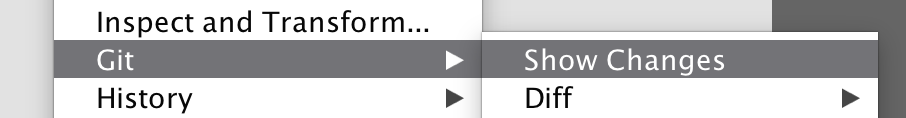 Inspect and Transform...
Git
Show Changes
History
Diff